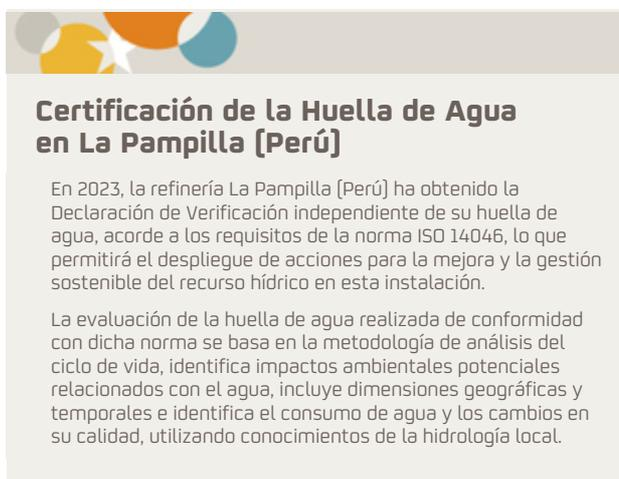 Certificación de la Huella de Agua
en La Pampilla (Perú)
En 2023, la refinería La Pampilla (Perú) ha obtenido la
Declaración de Verificación independiente de su huella de
agua, acorde a los requisitos de la norma ISO 14046, lo que
permitirá el despliegue de acciones para la mejora y la gestión
sostenible del recurso hídrico en esta instalación.
La evaluación de la huella de agua realizada de conformidad
con dicha norma se basa en la metodología de análisis del
ciclo de vida, identifica impactos ambientales potenciales
relacionados con el agua, incluye dimensiones geográficas y
temporales e identifica el consumo de agua y los cambios en
su calidad, utilizando conocimientos de la hidrología local.